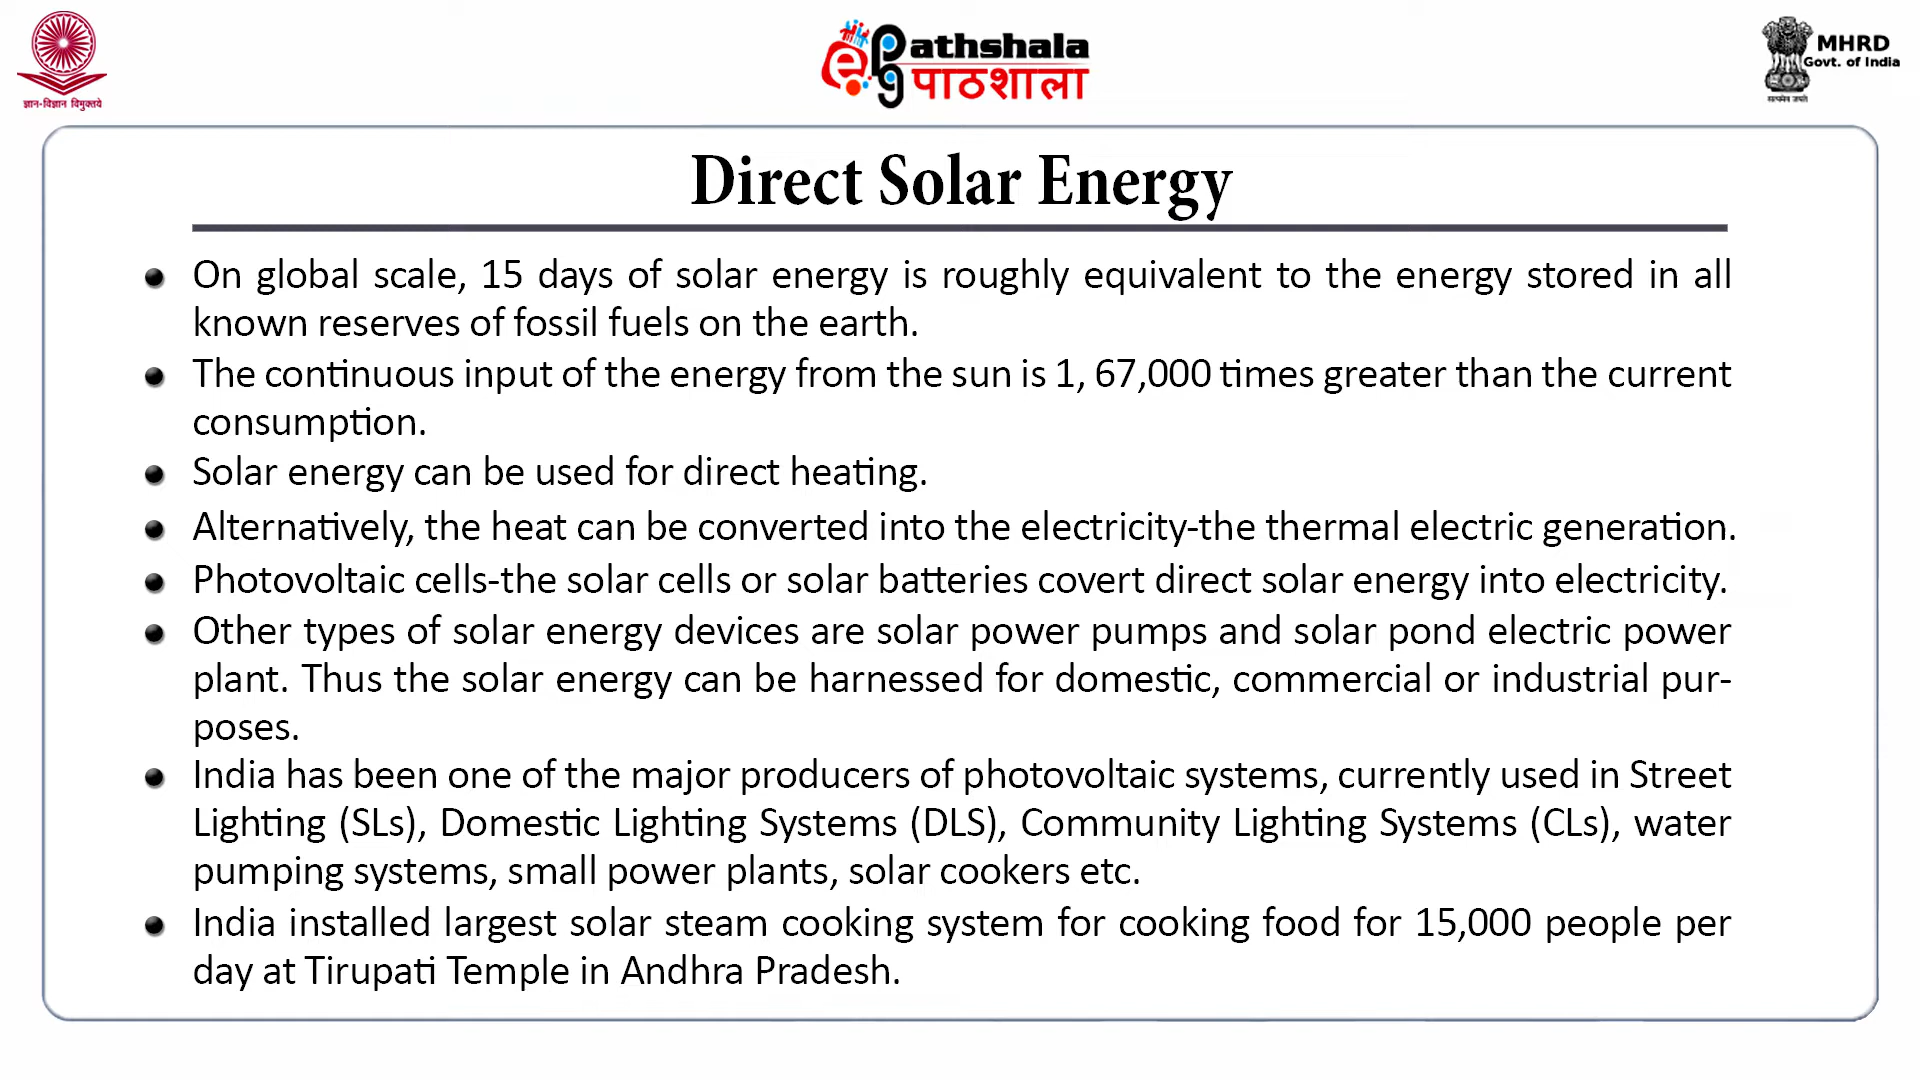 ज्ञान-विज्ञान विमुक्तये
e PG Pathshala
पाठशाला
सत्यमेव जयते
MHRD
Govt. of India
Direct Solar Energy
• On global scale, 15 days of solar energy is roughly equivalent to the energy stored in all
known reserves of fossil fuels on the earth.
• The continuous input of the energy from the sun is 1, 67,000 times greater than the current
consumption.
• Solar energy can be used for direct heating.
• Alternatively, the heat can be converted into the electricity-the thermal electric generation.
• Photovoltaic cells-the solar cells or solar batteries covert direct solar energy into electricity.
• Other types of solar energy devices are solar power pumps and solar pond electric power
plant. Thus the solar energy can be harnessed for domestic, commercial or industrial pur-
poses.
• India has been one of the major producers of photovoltaic systems, currently used in Street
Lighting (SLs), Domestic Lighting Systems (DLS), Community Lighting Systems (CLs), water
pumping systems, small power plants, solar cookers etc.
• India installed largest solar steam cooking system for cooking food for 15,000 people per
day at Tirupati Temple in Andhra Pradesh.